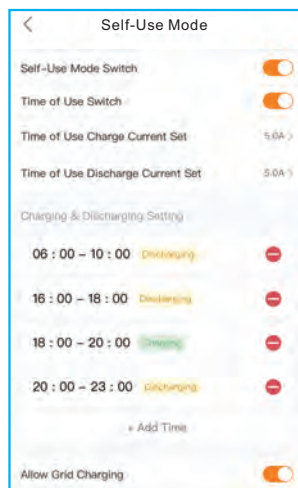 Self-Use Mode
Self-Use Mode Switch
Time of Use Switch
Time of Use Charge Current Set 5.0A >
Time of Use Discharge Current Set 5.0A >
Charging & Discharging Setting
06 : 00 – 10 : 00 Discharging
16 : 00 – 18 : 00 Discharging
18 : 00 – 20 : 00 Charging
20 : 00 – 23 : 00 Discharging
+ Add Time
Allow Grid Charging